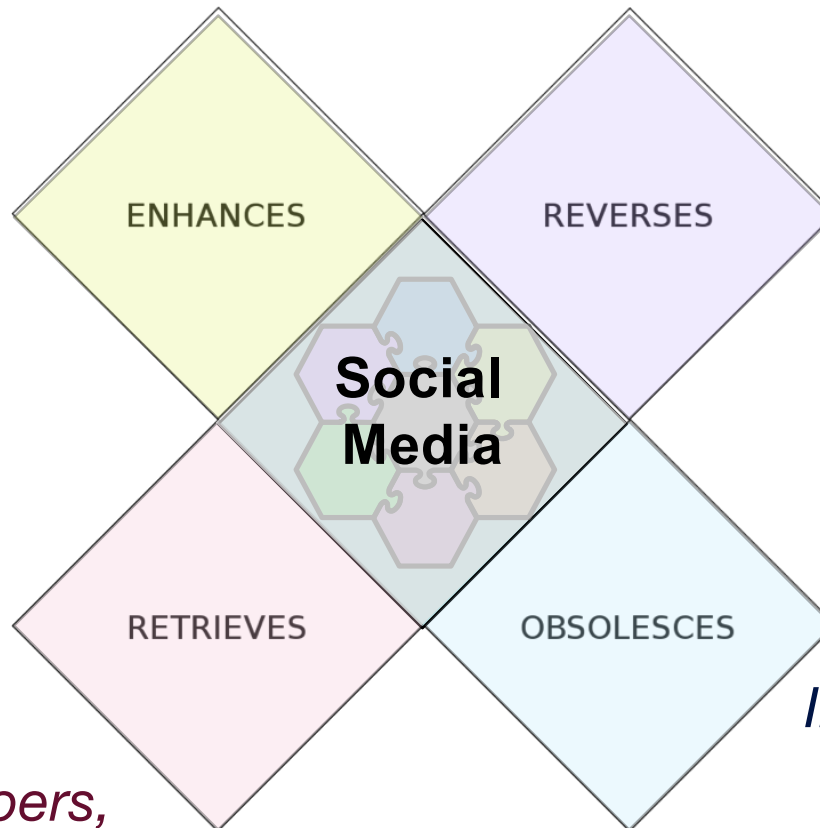 ENHANCES
REVERSES
Social
Media
RETRIEVES
OBSOLESCES